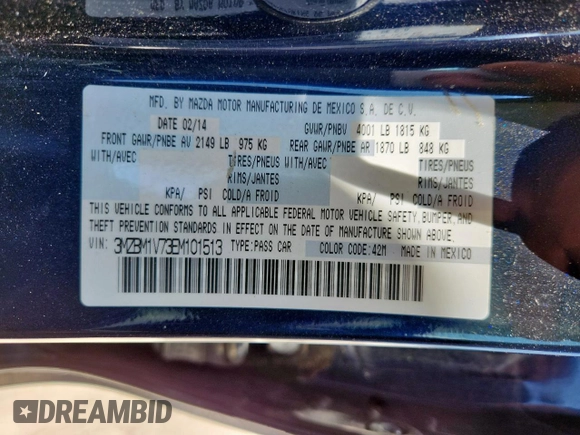 MFD. BY MAZDA MOTOR MANUFACTURING DE MEXICO S.A. DE C.V.
DATE 02/14 GVWR/PNBV 4001 LB 1815 KG
FRONT GAWR/PNBE AV 2149 LB 975 KG REAR GAWR/PNBE AR 1870 LB 848 KG
WITH/AVEC TIRES/PNEUS WITH/AVEC TIRES/PNEUS
RIMS/JANTES RIMS/JANTES
KPA/ PSI COLD/A FROID KPA/ PSI COLD/A FROID
THIS VEHICLE CONFORMS TO ALL APPLICABLE FEDERAL MOTOR VEHICLE SAFETY, BUMPER, AND
THEFT PREVENTION STANDARDS IN EFFECT ON THE DATE OF MANUFACTURE SHOWN ABOVE.
VIN: 3MZBM1V73EM101513 TYPE: PASS CAR COLOR CODE: 42M MADE IN MEXICO
DREAMBID